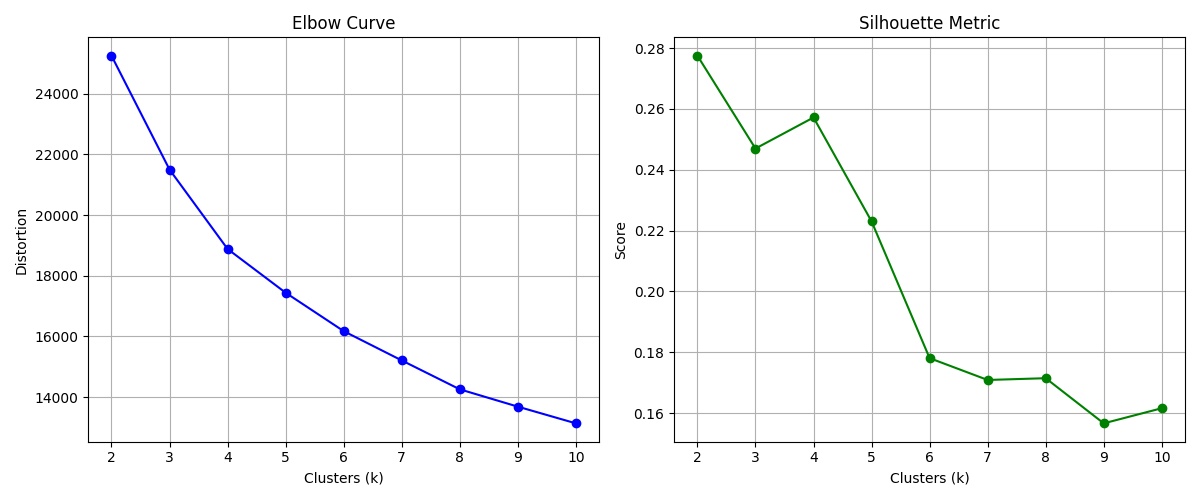 Elbow Curve
Distortion
24000
22000
20000
18000
16000
14000
2 3 4 5 6 7 8 9 10
Clusters (k)
Silhouette Metric
Score
0.28
0.26
0.24
0.22
0.20
0.18
0.16
2 3 4 5 6 7 8 9 10
Clusters (k)